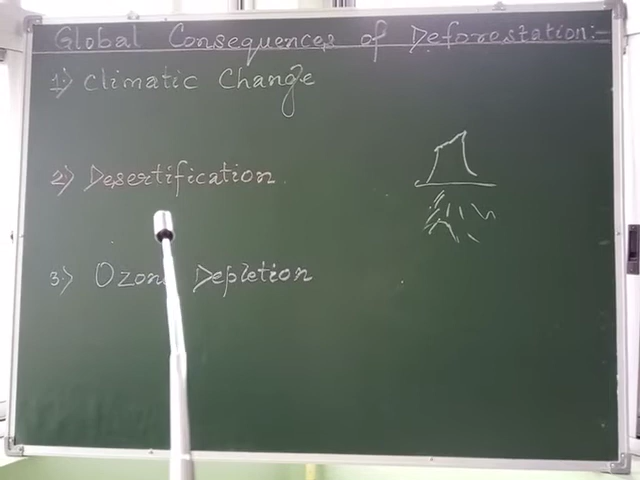 Global Consequences of Deforestation:-
1.) Climatic Change
2.) Desertification
3.) Ozone Depletion